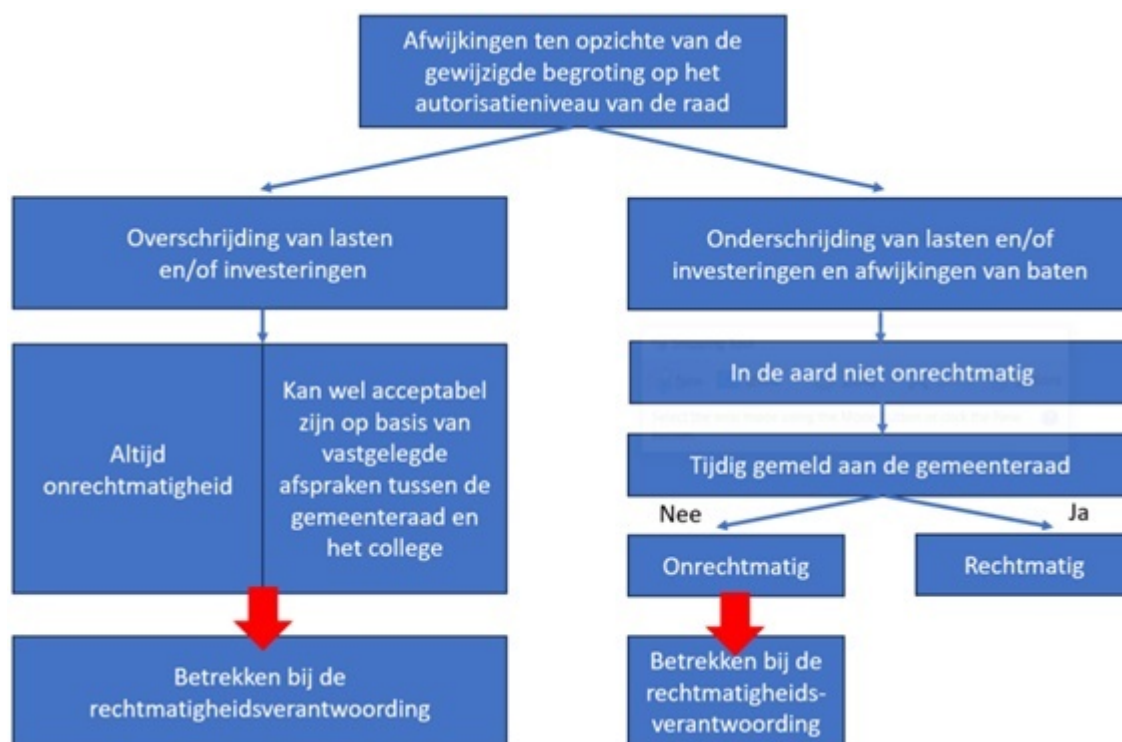 Afwijkingen ten opzichte van de
gewijzigde begroting op het
autorisatieniveau van de raad
Overschrijding van lasten
en/of investeringen
Onderschrijding van lasten en/of
investeringen en afwijkingen van baten
Altijd
onrechtmatigheid
Kan wel acceptabel
zijn op basis van
vastgelegde
afspraken tussen de
gemeenteraad en
het college
In de aard niet onrechtmatig
Tijdig gemeld aan de gemeenteraad
Nee
Ja
Onrechtmatig
Rechtmatig
Betrekken bij de
rechtmatigheidsverantwoording
Betrekken bij de
rechtmatigheids-
verantwoording